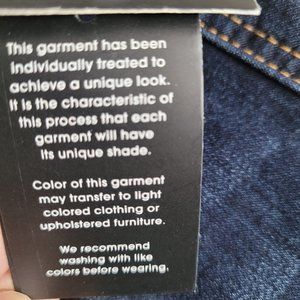 This garment has been
individually treated to
achieve a unique look.
It is the characteristic of
this process that each
garment will have
its unique shade.
Color of this garment
may transfer to light
colored clothing or
upholstered furniture.
We recommend
washing with like
colors before wearing.